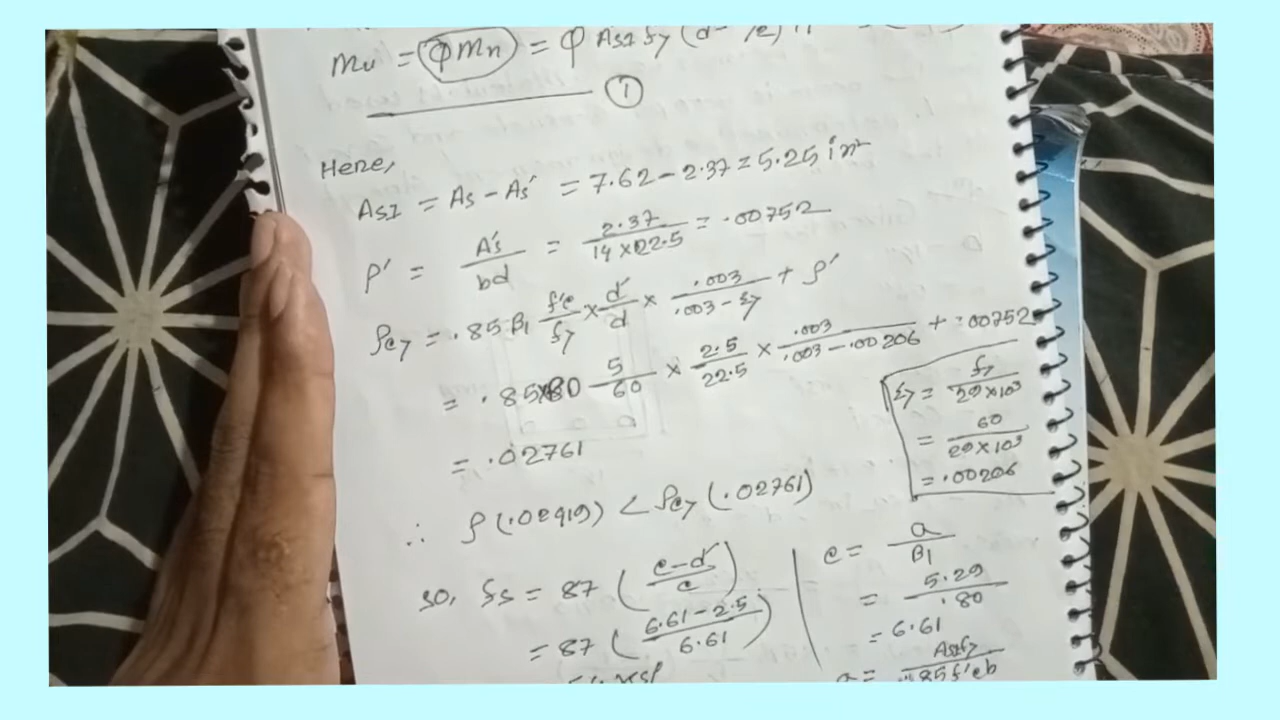 Mu = φMn = φ As1 fy (d -
①
Here,
As1 = As - As′ = 7.62 - 2.37 = 5.25 in²
ρ′ = A′s / bd = 2.37 / 14 × 22.5 = .00752
ρcy = .85 β1 f′c / fy × d′ / d × .003 / .003 - εy + ρ′
= .85×80 5 / 60 × 2.5 / 22.5 × .003 / .003 - .00206 + .00752
εy = fy / 29×10³
= 60 / 29×10³
= .00206
= .02761
∴ ρ(.02419) < ρcy (.02761)
so, fs = 87 (c-d′ / c)
= 87 (6.61 - 2.5 / 6.61)
c = a / β1
= 5.29 / .80
= 6.61
a = As1fy / .85f′cb